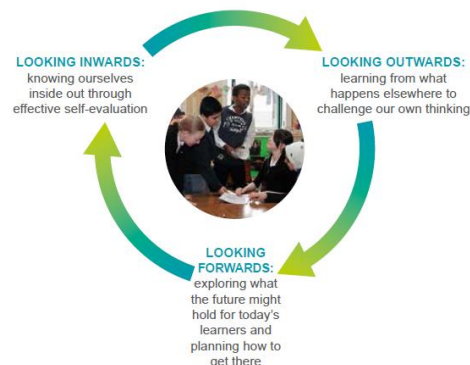 LOOKING INWARDS:
knowing ourselves
inside out through
effective self-evaluation
LOOKING OUTWARDS:
learning from what
happens elsewhere to
challenge our own thinking
LOOKING
FORWARDS:
exploring what
the future might
hold for today's
learners and
planning how to
get there